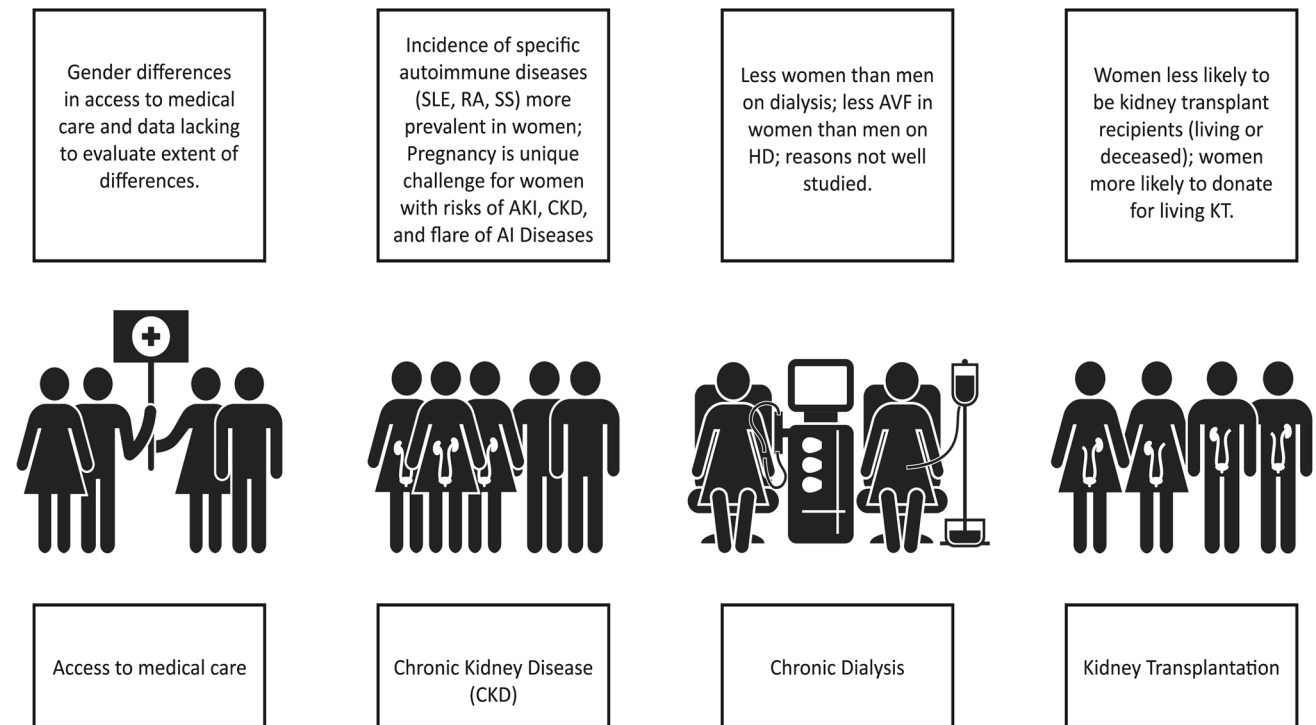 Gender differences
in access to medical
care and data lacking
to evaluate extent of
differences.
Incidence of specific
autoimmune diseases
(SLE, RA, SS) more
prevalent in women;
Pregnancy is unique
challenge for women
with risks of AKI, CKD,
and flare of AI Diseases
Less women than men
on dialysis; less AVF in
women than men on
HD; reasons not well
studied.
Women less likely to
be kidney transplant
recipients (living or
deceased); women
more likely to donate
for living KT.
Access to medical care
Chronic Kidney Disease
(CKD)
Chronic Dialysis
Kidney Transplantation